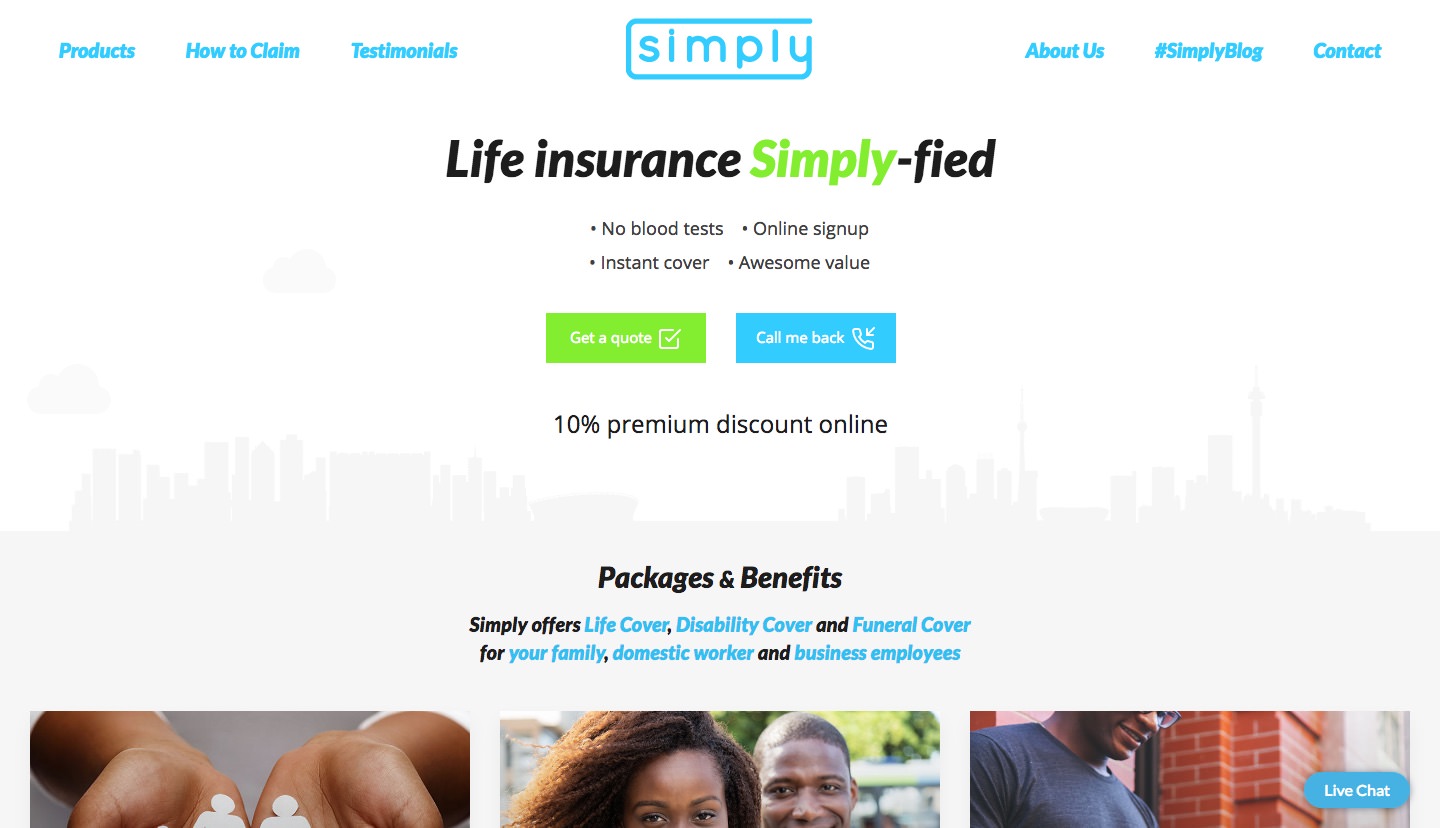 Products How to Claim Testimonials simply About Us #SimplyBlog Contact
Life insurance Simply-fied
• No blood tests • Online signup
• Instant cover • Awesome value
Get a quote Call me back
10% premium discount online
Packages & Benefits
Simply offers Life Cover, Disability Cover and Funeral Cover
for your family, domestic worker and business employees
Live Chat